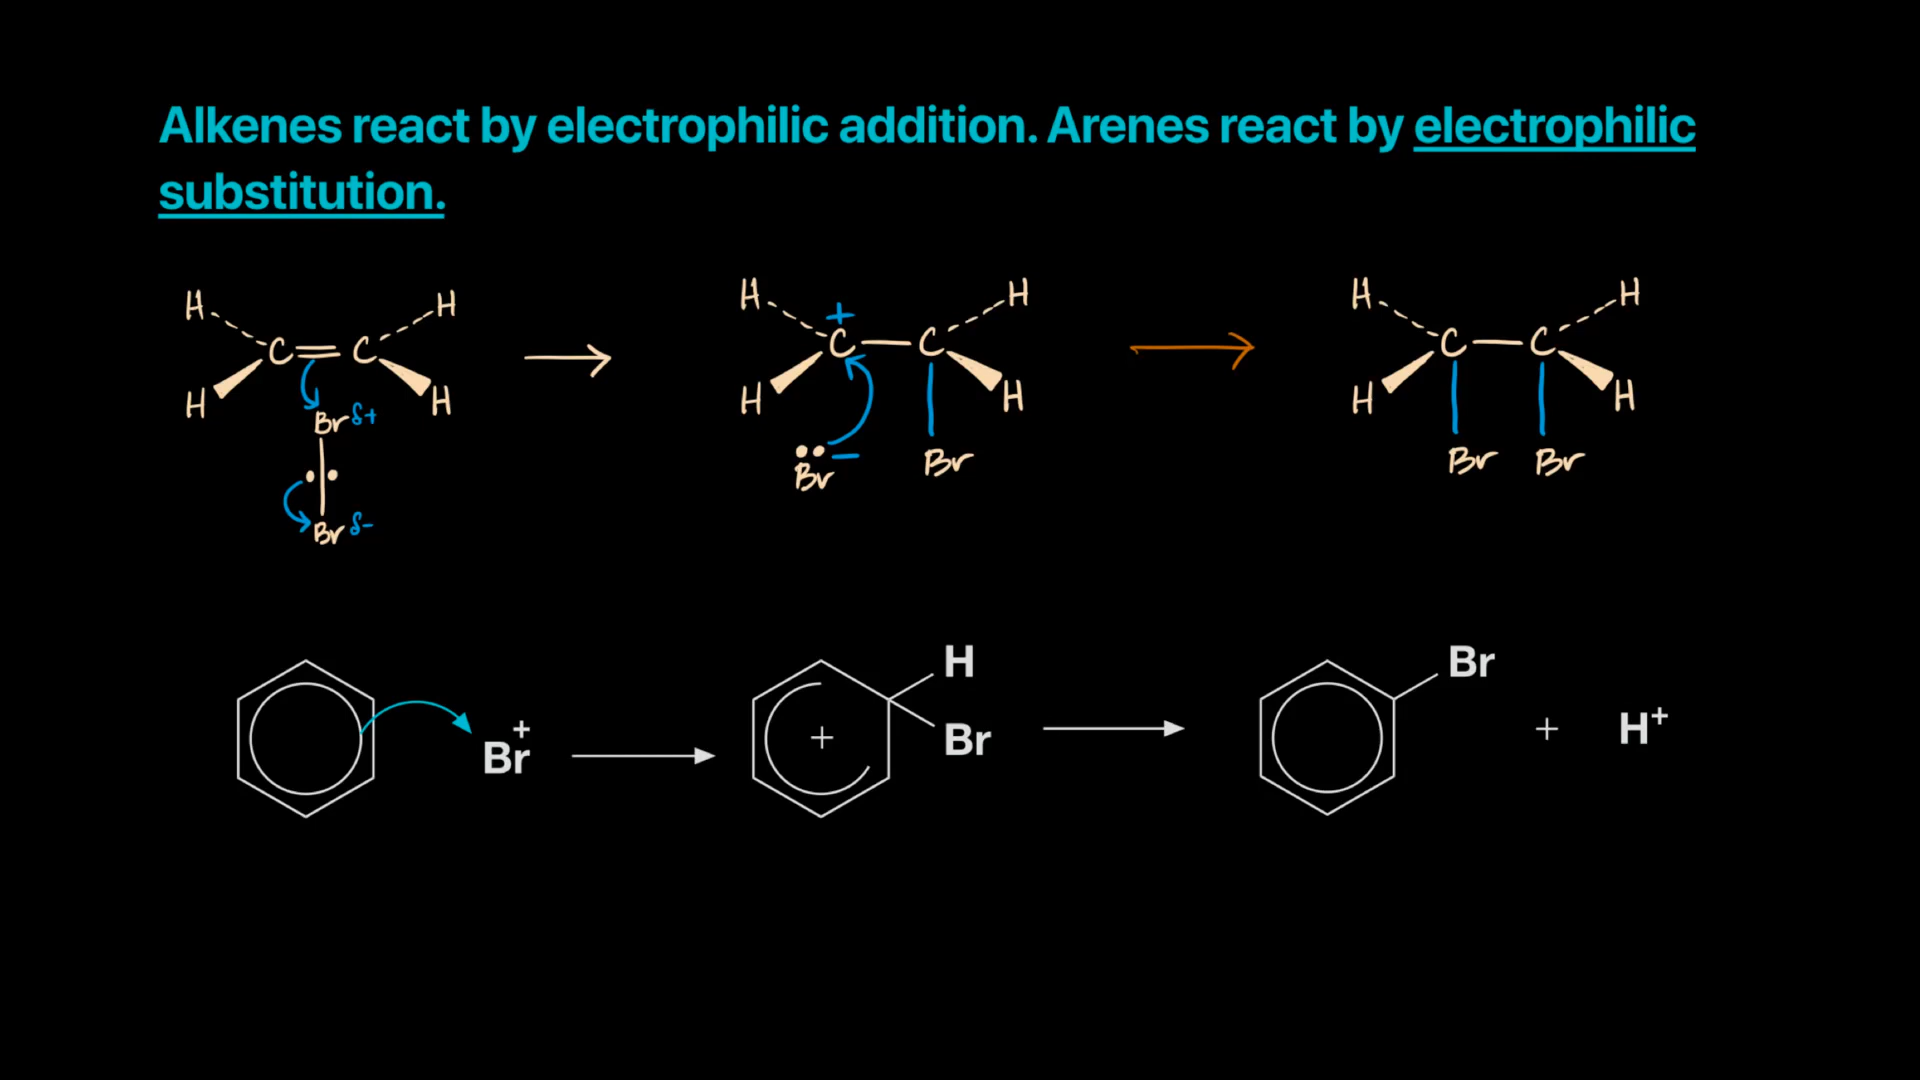 Alkenes react by electrophilic addition. Arenes react by electrophilic
substitution.
H H H H H H
C = C C + C C C
H H H H H H
Br δ+
Br δ-
Br - Br Br Br
H
Br
Br +
+
H
Br
Br + H+